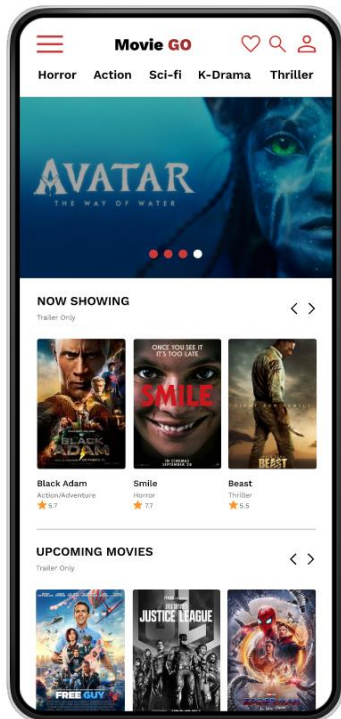 Movie GO
Horror Action Sci-fi K-Drama Thriller
AVATAR
THE WAY OF WATER
NOW SHOWING
Trailer Only
BLACK ADAM
ONCE YOU SEE IT
IT'S TOO LATE
SMILE
IN CINEMAS
SEPTEMBER 28
BEAST
Black Adam Smile Beast
Action/Adventure Horror Thriller
5.7 7.7 5.5
UPCOMING MOVIES
Trailer Only
FREE GUY
JUSTICE LEAGUE